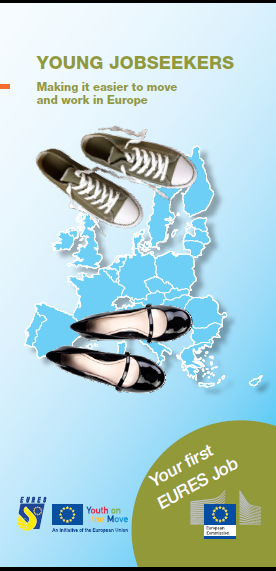 YOUNG JOBSEEKERS
Making it easier to move
and work in Europe
Your first
EURES Job
EURES
Youth on
the Move
An initiative of the European Union
European
Commission